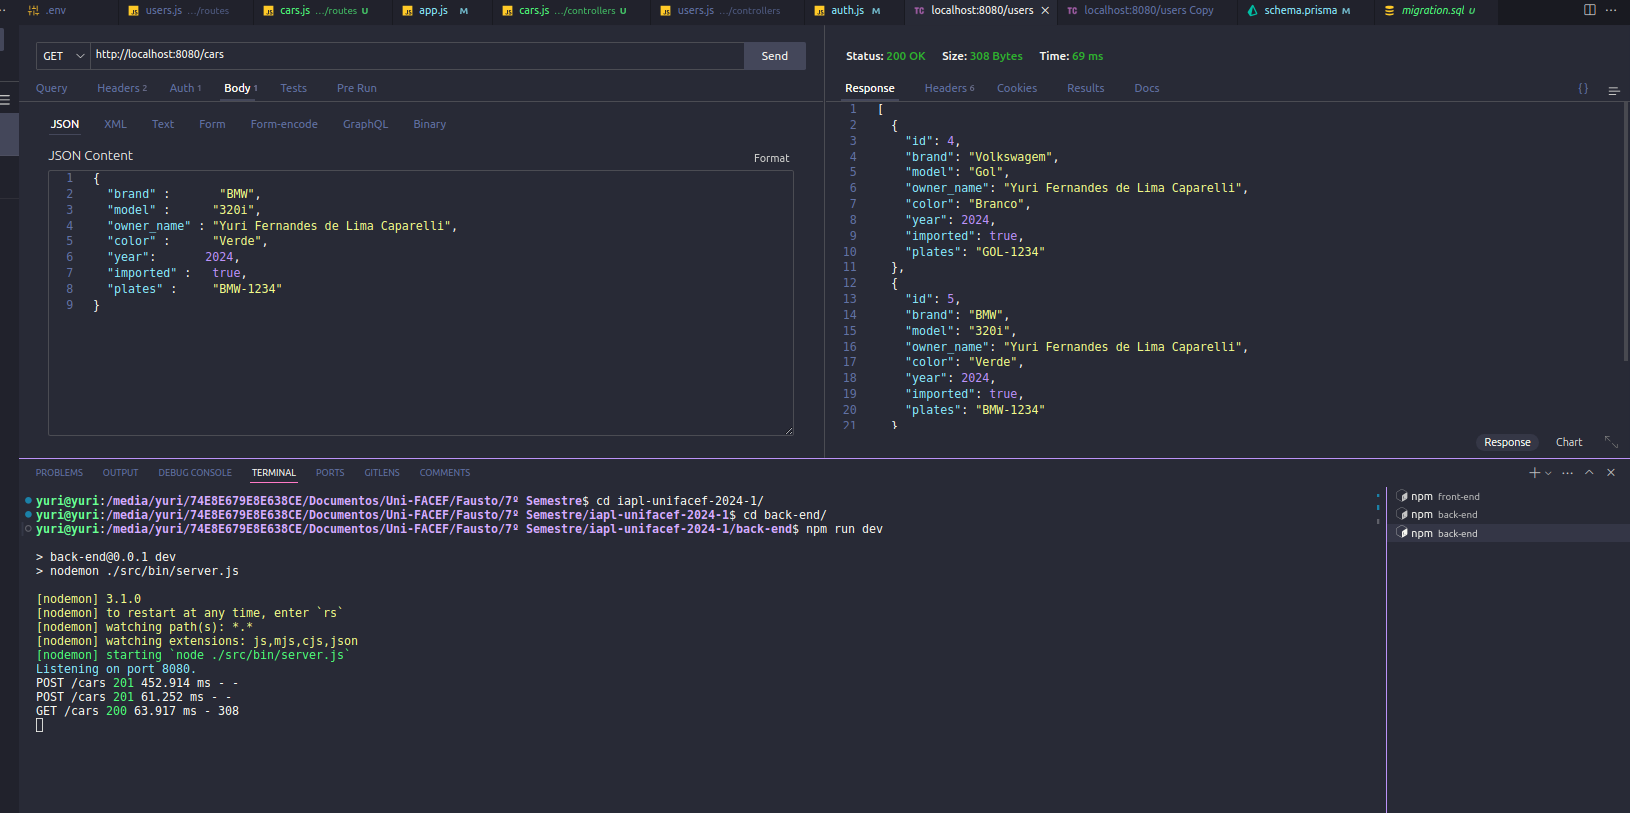 .env
users.js .../routes
cars.js .../routes U
app.js M
cars.js .../controllers U
users.js .../controllers
auth.js M
TC localhost:8080/users
TC localhost:8080/users Copy
schema.prisma M
migration.sql U
GET
http://localhost:8080/cars
Send
Query
Headers 2
Auth 1
Body 1
Tests
Pre Run
JSON
XML
Text
Form
Form-encode
GraphQL
Binary
JSON Content
Format
1 {
2 "brand" : "BMW",
3 "model" : "320i",
4 "owner_name" : "Yuri Fernandes de Lima Caparelli",
5 "color" : "Verde",
6 "year": 2024,
7 "imported" : true,
8 "plates" : "BMW-1234"
9 }
Status: 200 OK Size: 308 Bytes Time: 69 ms
Response
Headers 6
Cookies
Results
Docs
{}
1 [
2 {
3 "id": 4,
4 "brand": "Volkswagem",
5 "model": "Gol",
6 "owner_name": "Yuri Fernandes de Lima Caparelli",
7 "color": "Branco",
8 "year": 2024,
9 "imported": true,
10 "plates": "GOL-1234"
11 },
12 {
13 "id": 5,
14 "brand": "BMW",
15 "model": "320i",
16 "owner_name": "Yuri Fernandes de Lima Caparelli",
17 "color": "Verde",
18 "year": 2024,
19 "imported": true,
20 "plates": "BMW-1234"
21 }
Response
Chart
PROBLEMS
OUTPUT
DEBUG CONSOLE
TERMINAL
PORTS
GITLENS
COMMENTS
yuri@yuri:/media/yuri/74E8E679E8E638CE/Documentos/Uni-FACEF/Fausto/7º Semestre$ cd iapl-unifacef-2024-1/
yuri@yuri:/media/yuri/74E8E679E8E638CE/Documentos/Uni-FACEF/Fausto/7º Semestre/iapl-unifacef-2024-1$ cd back-end/
yuri@yuri:/media/yuri/74E8E679E8E638CE/Documentos/Uni-FACEF/Fausto/7º Semestre/iapl-unifacef-2024-1/back-end$ npm run dev
> back-end@0.0.1 dev
> nodemon ./src/bin/server.js
[nodemon] 3.1.0
[nodemon] to restart at any time, enter `rs`
[nodemon] watching path(s): *.*
[nodemon] watching extensions: js,mjs,cjs,json
[nodemon] starting `node ./src/bin/server.js`
Listening on port 8080.
POST /cars 201 452.914 ms - -
POST /cars 201 61.252 ms - -
GET /cars 200 63.917 ms - 308
npm front-end
npm back-end
npm back-end